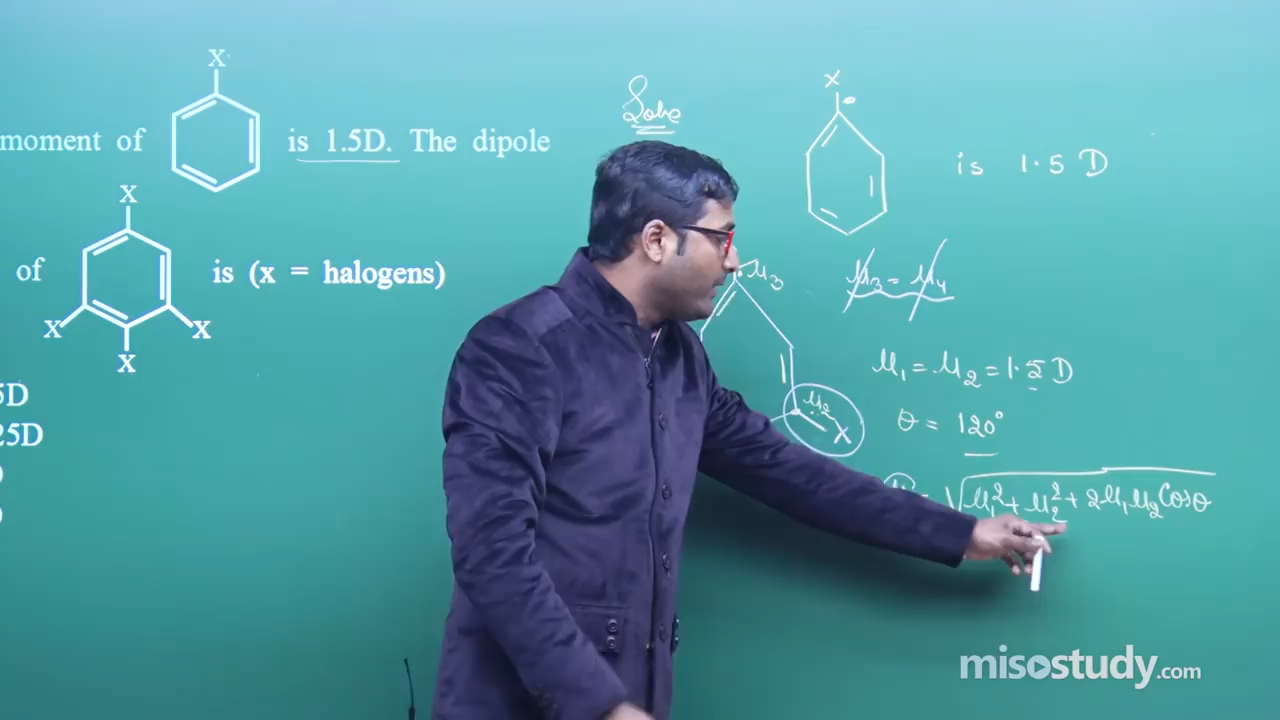 X
moment of is 1.5D. The dipole
X
of is (x = halogens)
X X
X
5D
25D
Solve
X
is 1.5 D
μ3
μ3 = μ4
μ1 = μ2 = 1.5 D
μ2
X
θ = 120°
= √μ1² + μ2² + 2μ1μ2 Cosθ
misostudy.com